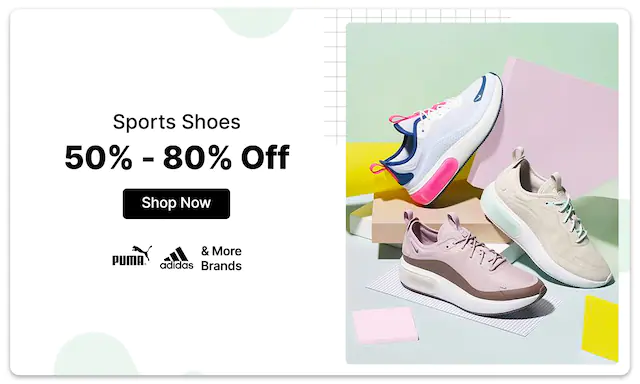 Sports Shoes
50% - 80% Off
Shop Now
PUMA adidas & More
Brands